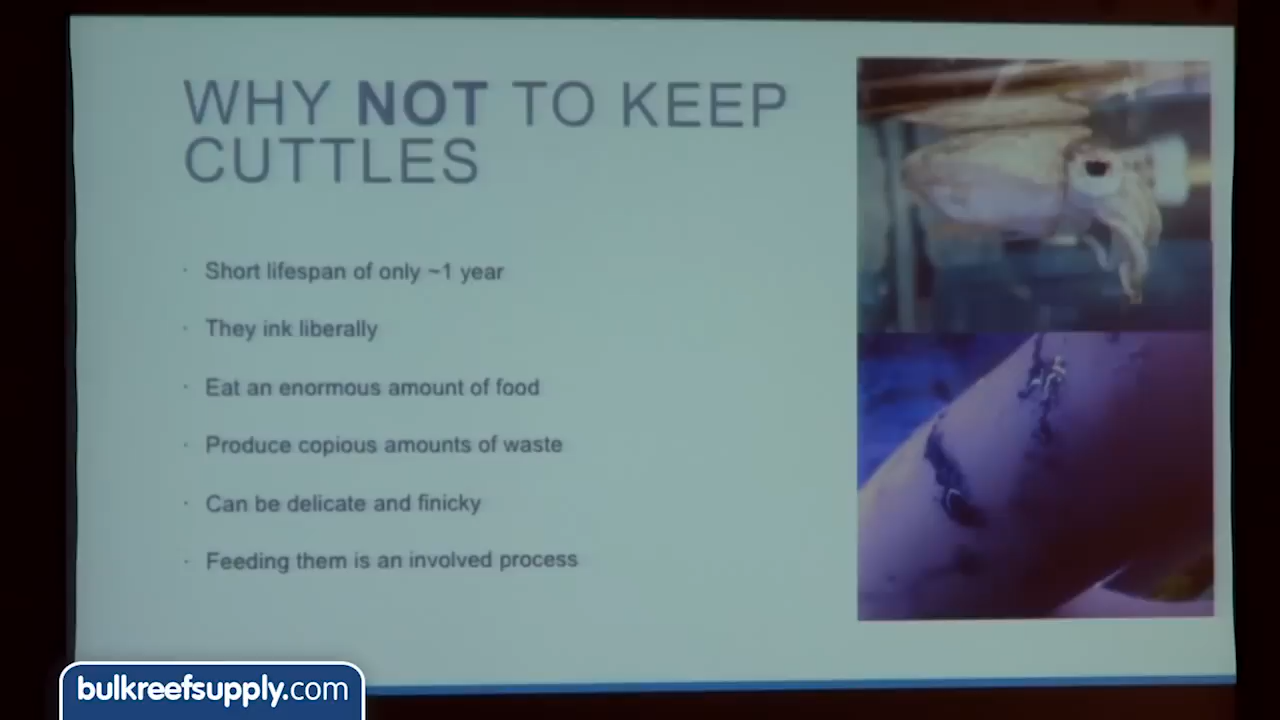 WHY NOT TO KEEP
CUTTLES
· Short lifespan of only ~1 year
· They ink liberally
· Eat an enormous amount of food
· Produce copious amounts of waste
· Can be delicate and finicky
· Feeding them is an involved process
bulkreefsupply.com